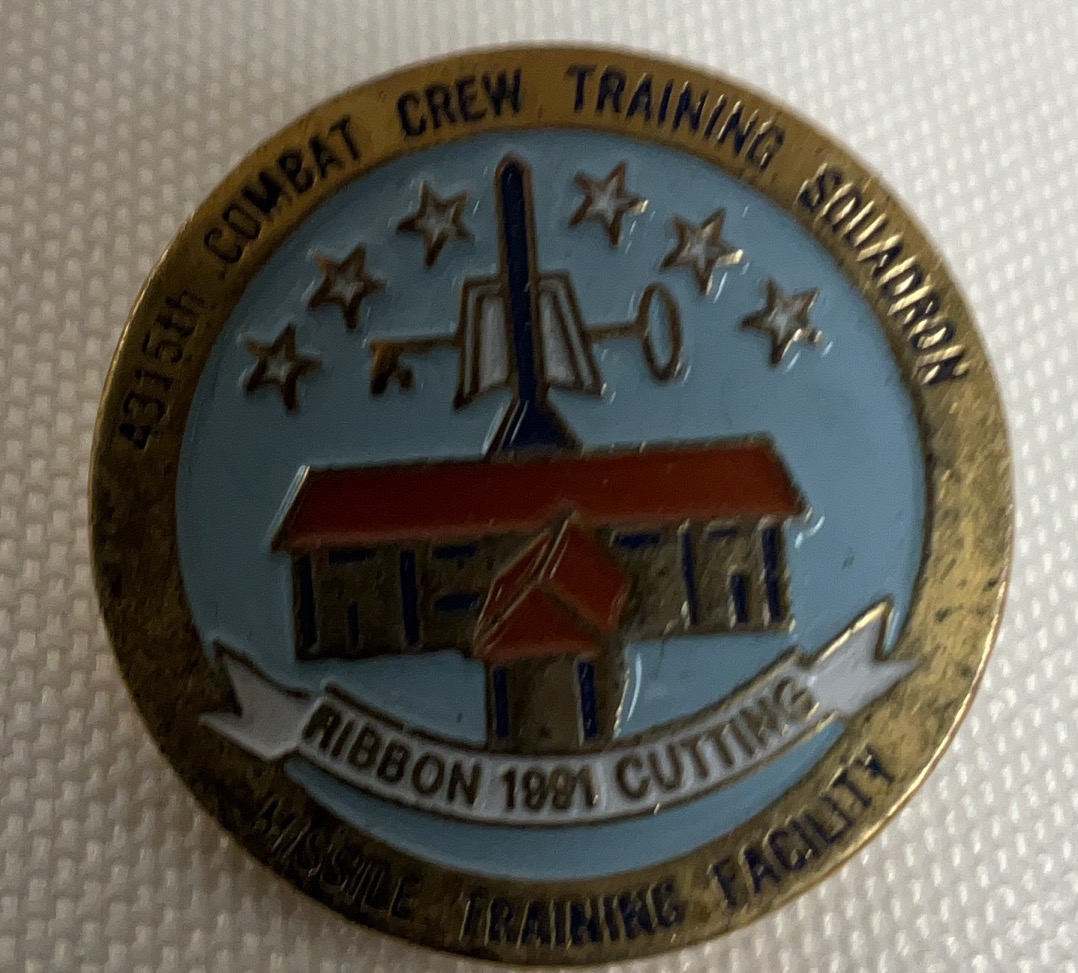 4315th COMBAT CREW TRAINING SQUADRON
RIBBON 1991 CUTTING
MISSILE TRAINING FACILITY